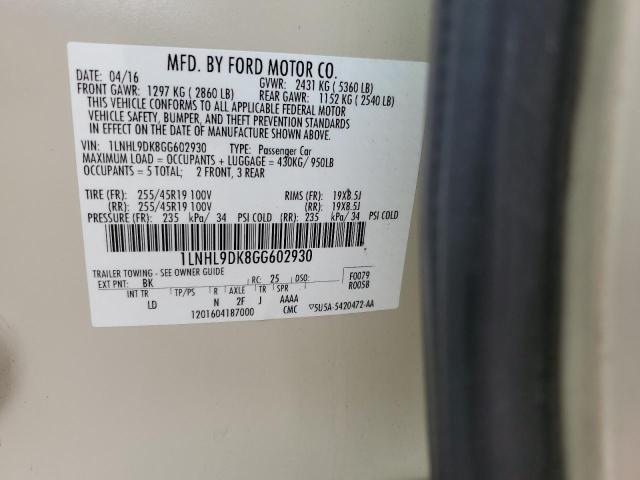 MFD. BY FORD MOTOR CO.
DATE: 04/16 GVWR: 2431 KG ( 5360 LB)
FRONT GAWR: 1297 KG ( 2860 LB) REAR GAWR: 1152 KG ( 2540 LB)
THIS VEHICLE CONFORMS TO ALL APPLICABLE FEDERAL MOTOR
VEHICLE SAFETY, BUMPER, AND THEFT PREVENTION STANDARDS
IN EFFECT ON THE DATE OF MANUFACTURE SHOWN ABOVE.
VIN: 1LNHL9DK8GG602930 TYPE: Passenger Car
MAXIMUM LOAD = OCCUPANTS + LUGGAGE = 430KG/ 950LB
OCCUPANTS = 5 TOTAL; 2 FRONT, 3 REAR
TIRE (FR): 255/45R19 100V RIMS (FR): 19X8.5J
(RR): 255/45R19 100V (RR): 19X8.5J
PRESSURE (FR): 235 kPa/ 34 PSI COLD (RR): 235 kPa/ 34 PSI COLD
1LNHL9DK8GG602930
TRAILER TOWING - SEE OWNER GUIDE
EXT PNT: BK RC: 25 DSO: F0079
R005B
INT TR TP/PS R AXLE TR SPR
LD N 2F J AAAA
1201604187000 CMC ▽5U5A-5420472-AA